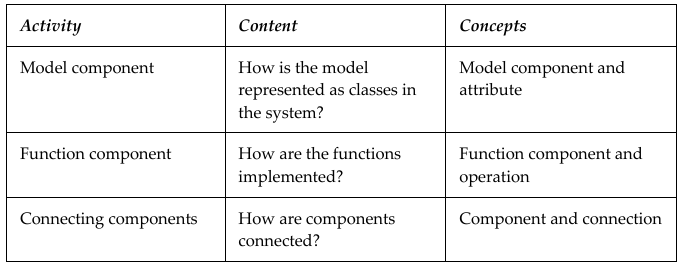 Activity
Content
Concepts
Model component
How is the model
represented as classes in
the system?
Model component and
attribute
Function component
How are the functions
implemented?
Function component and
operation
Connecting components
How are components
connected?
Component and connection